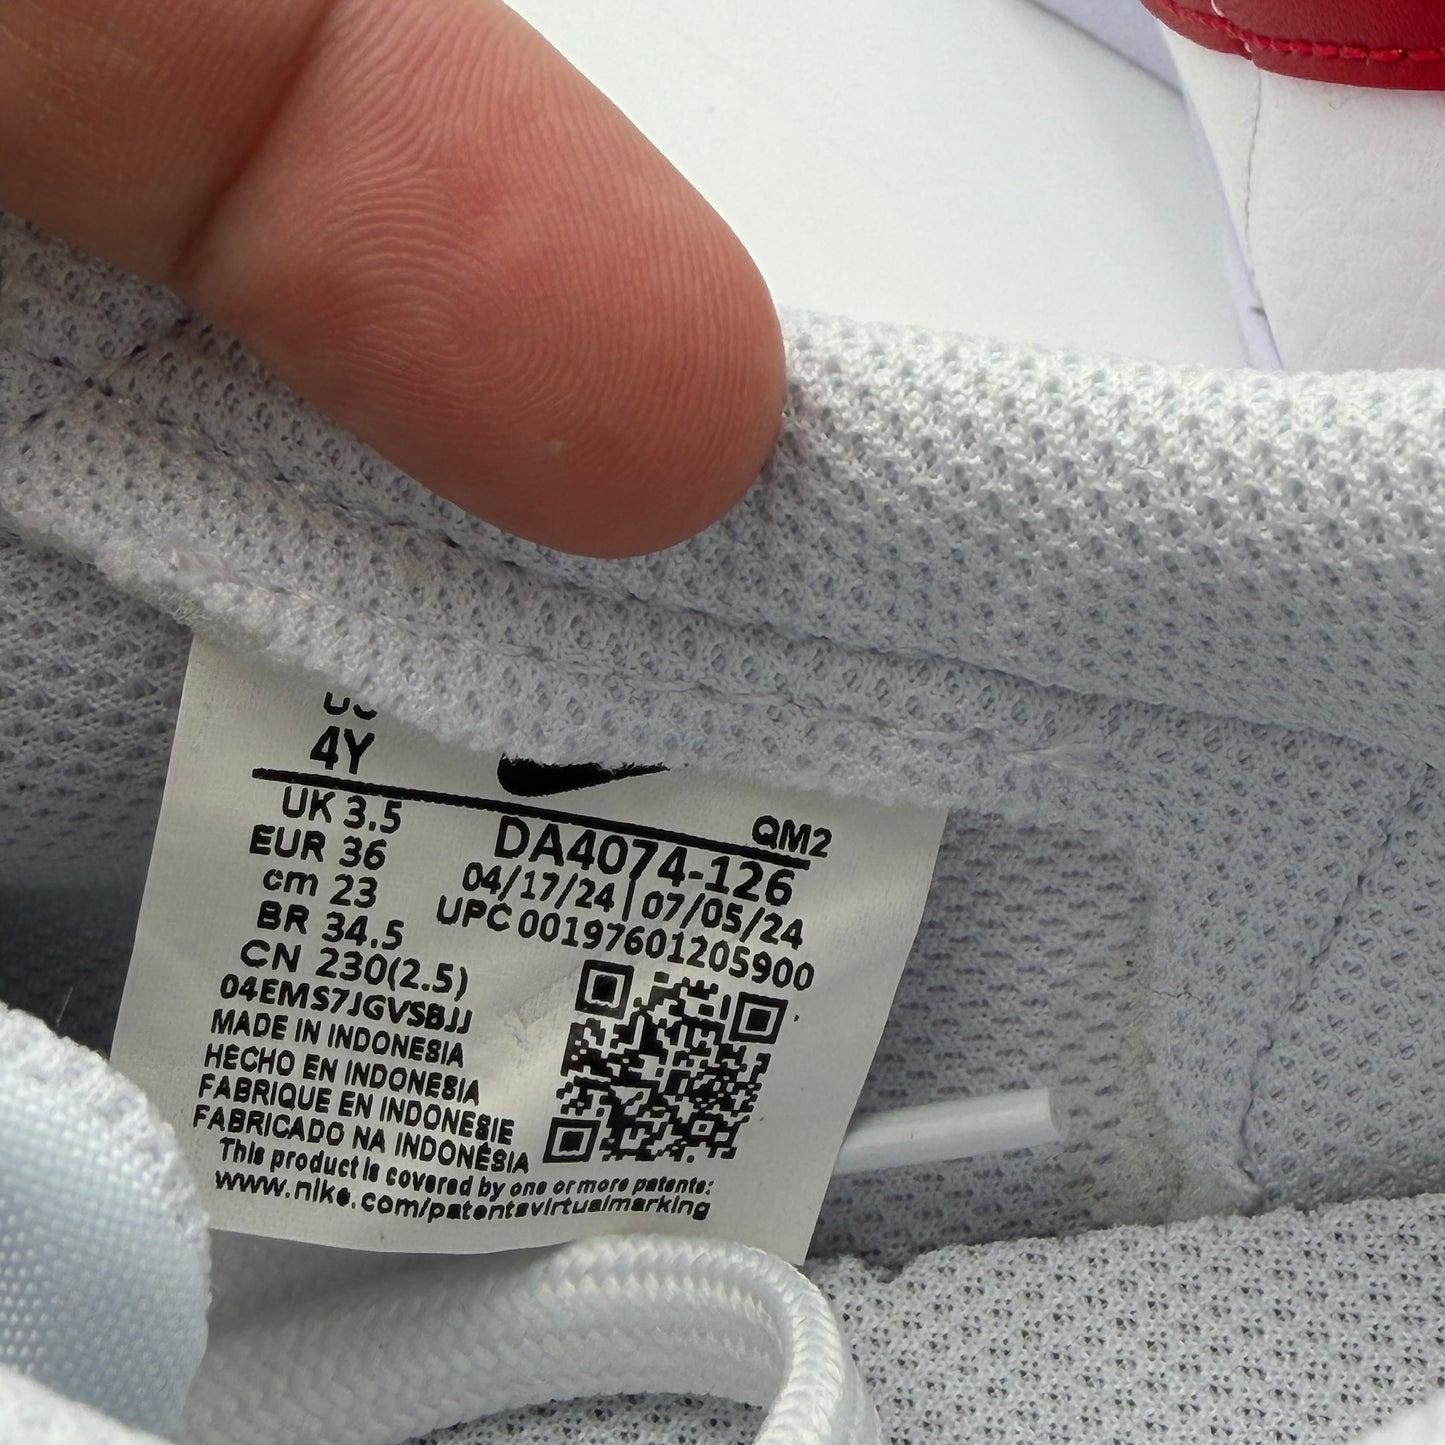 US
4Y
UK 3.5
EUR 36
cm 23
BR 34.5
CN 230(2.5)
04EMS7JGVSBJJ
MADE IN INDONESIA
HECHO EN INDONESIA
FABRIQUE EN INDONESIE
FABRICADO NA INDONÉSIA
This product is covered by one or more patents:
www.nike.com/patentsvirtualmarking
QM2
DA4074-126
04/17/24 | 07/05/24
UPC 00197601205900